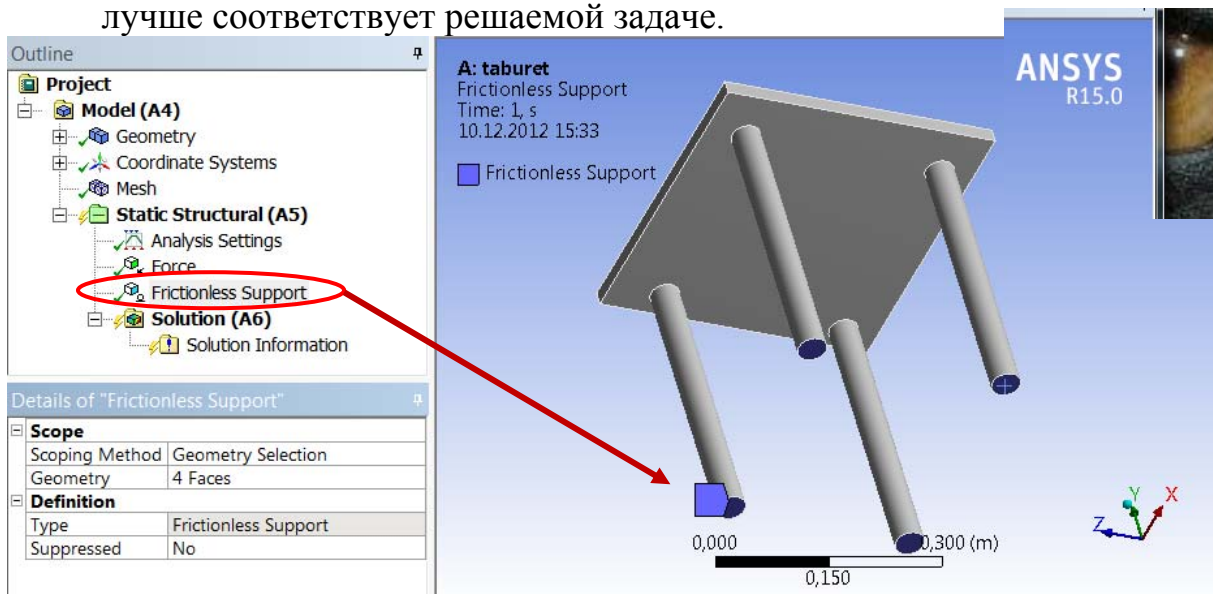 лучше соответствует решаемой задаче.
Outline
Project
Model (A4)
Geometry
Coordinate Systems
Mesh
Static Structural (A5)
Analysis Settings
Force
Frictionless Support
Solution (A6)
Solution Information
Details of "Frictionless Support"
Scope
Scoping Method Geometry Selection
Geometry 4 Faces
Definition
Type Frictionless Support
Suppressed No
A: taburet
Frictionless Support
Time: 1, s
10.12.2012 15:33
Frictionless Support
ANSYS
R15.0
0,000 0,300 (m)
0,150
Y
X
Z